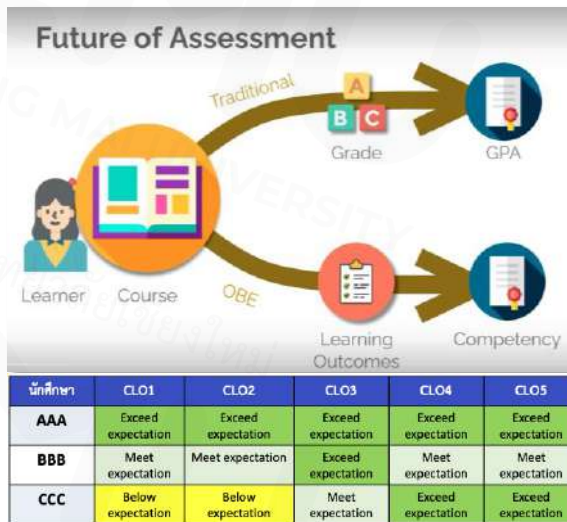 Future of Assessment
Traditional
A
B C
Grade
GPA
Learner
Course
OBE
Learning
Outcomes
Competency
นักศึกษา CLO1 CLO2 CLO3 CLO4 CLO5
AAA Exceed expectation Exceed expectation Exceed expectation Exceed expectation Exceed expectation
BBB Meet expectation Meet expectation Exceed expectation Meet expectation Meet expectation
CCC Below expectation Below expectation Meet expectation Exceed expectation Exceed expectation